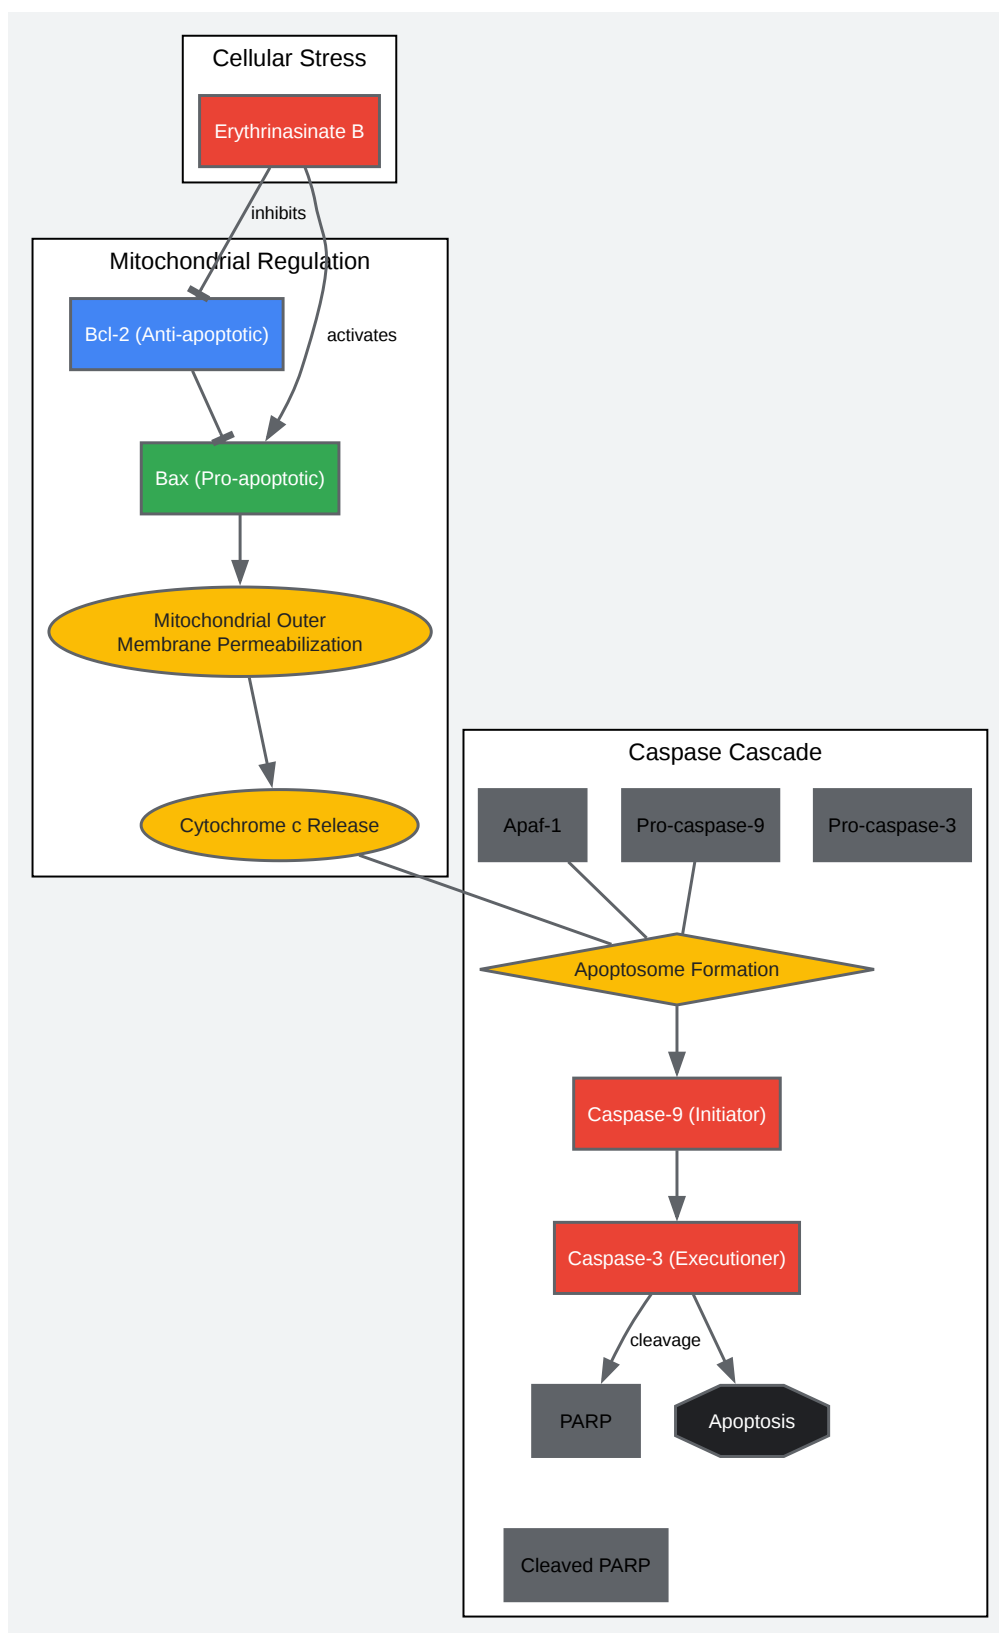 Cellular Stress
Erythrinasinate B
inhibits
Mitochondrial Regulation
Bcl-2 (Anti-apoptotic)
activates
Bax (Pro-apoptotic)
Mitochondrial Outer
Membrane Permeabilization
Cytochrome c Release
Caspase Cascade
Apaf-1
Pro-caspase-9
Pro-caspase-3
Apoptosome Formation
Caspase-9 (Initiator)
Caspase-3 (Executioner)
cleavage
PARP
Apoptosis
Cleaved PARP